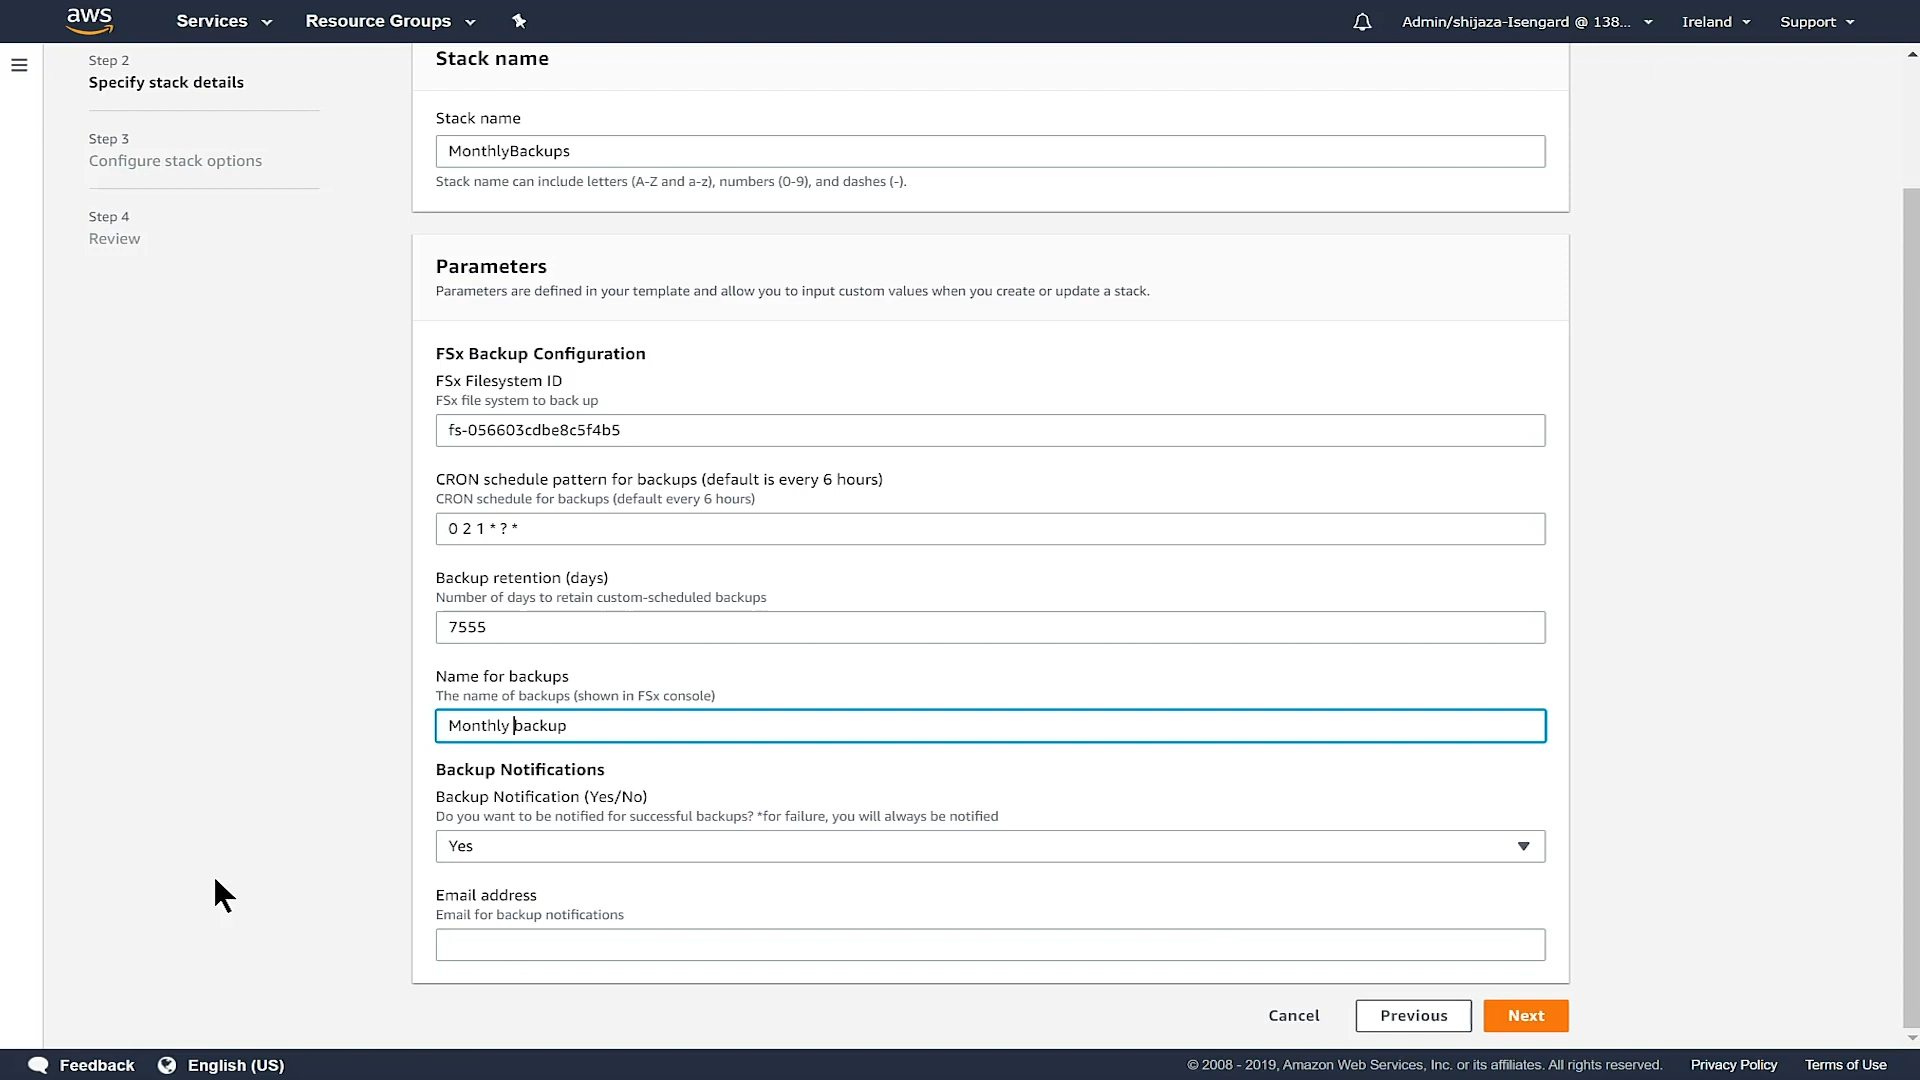 aws
Services
Resource Groups
Admin/shijaza-Isengard @ 138...
Ireland
Support
Step 2
Specify stack details
Step 3
Configure stack options
Step 4
Review
Stack name
Stack name
MonthlyBackups
Stack name can include letters (A-Z and a-z), numbers (0-9), and dashes (-).
Parameters
Parameters are defined in your template and allow you to input custom values when you create or update a stack.
FSx Backup Configuration
FSx Filesystem ID
FSx file system to back up
fs-056603cdbe8c5f4b5
CRON schedule pattern for backups (default is every 6 hours)
CRON schedule for backups (default every 6 hours)
0 2 1 * ? *
Backup retention (days)
Number of days to retain custom-scheduled backups
7555
Name for backups
The name of backups (shown in FSx console)
Monthly backup
Backup Notifications
Backup Notification (Yes/No)
Do you want to be notified for successful backups? *for failure, you will always be notified
Yes
Email address
Email for backup notifications
Cancel
Previous
Next
Feedback
English (US)
© 2008 - 2019, Amazon Web Services, Inc. or its affiliates. All rights reserved.
Privacy Policy
Terms of Use